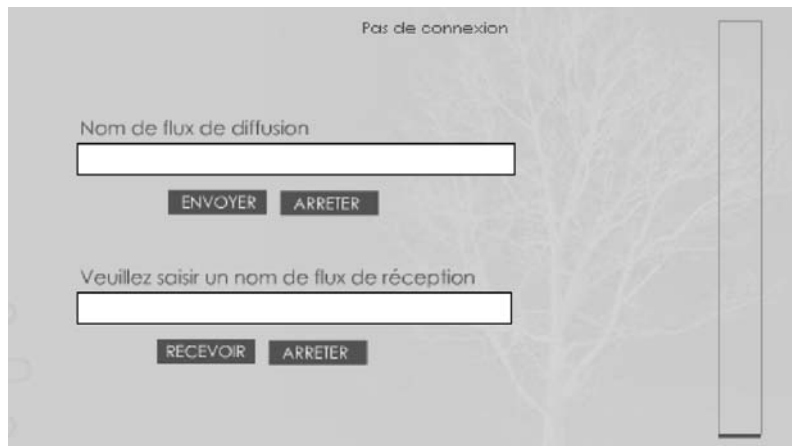 Pas de connexion
Nom de flux de diffusion
ENVOYER ARRETER
Veuillez saisir un nom de flux de réception
RECEVOIR ARRETER